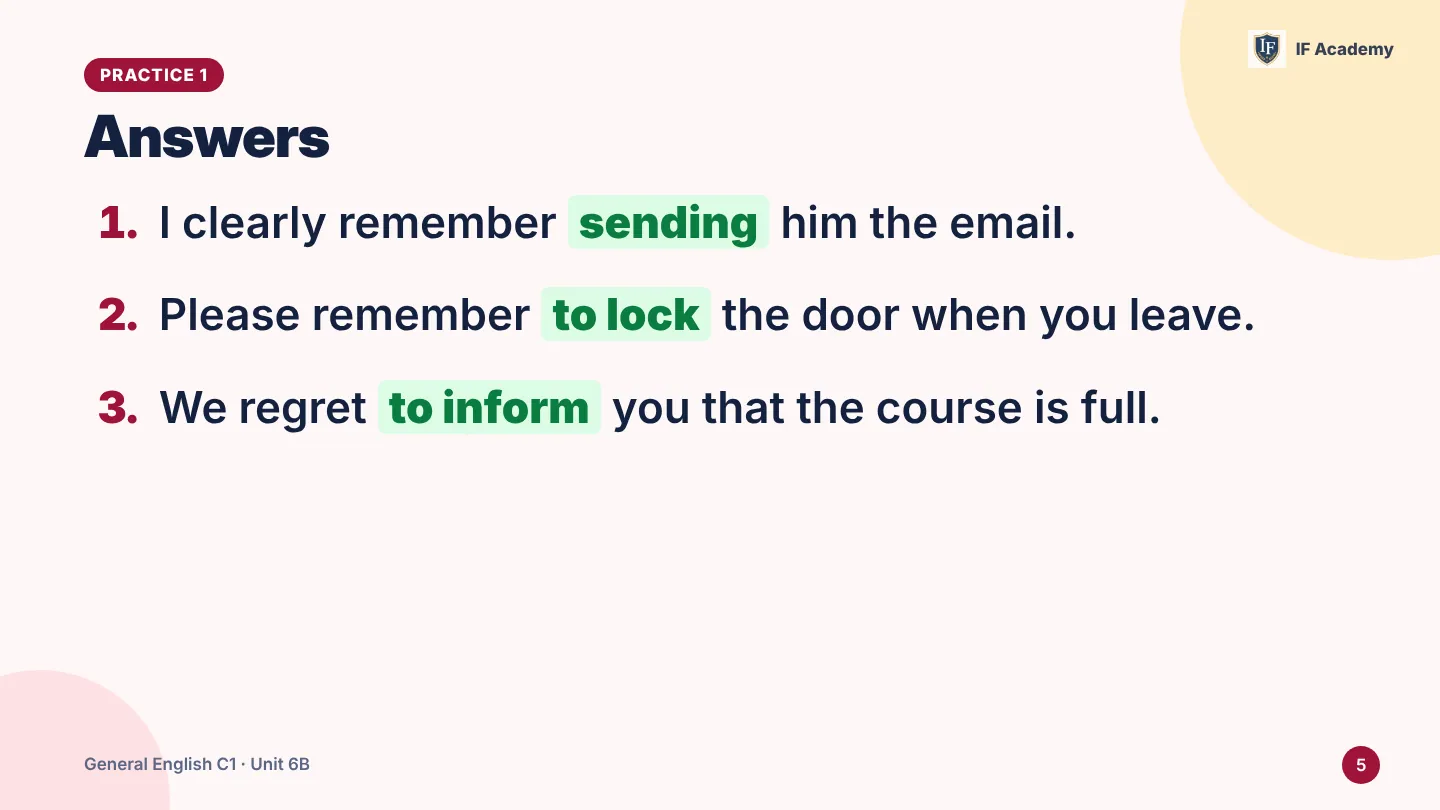 IF
IF Academy
PRACTICE 1
Answers
1. I clearly remember sending him the email.
2. Please remember to lock the door when you leave.
3. We regret to inform you that the course is full.
General English C1 · Unit 6B
5